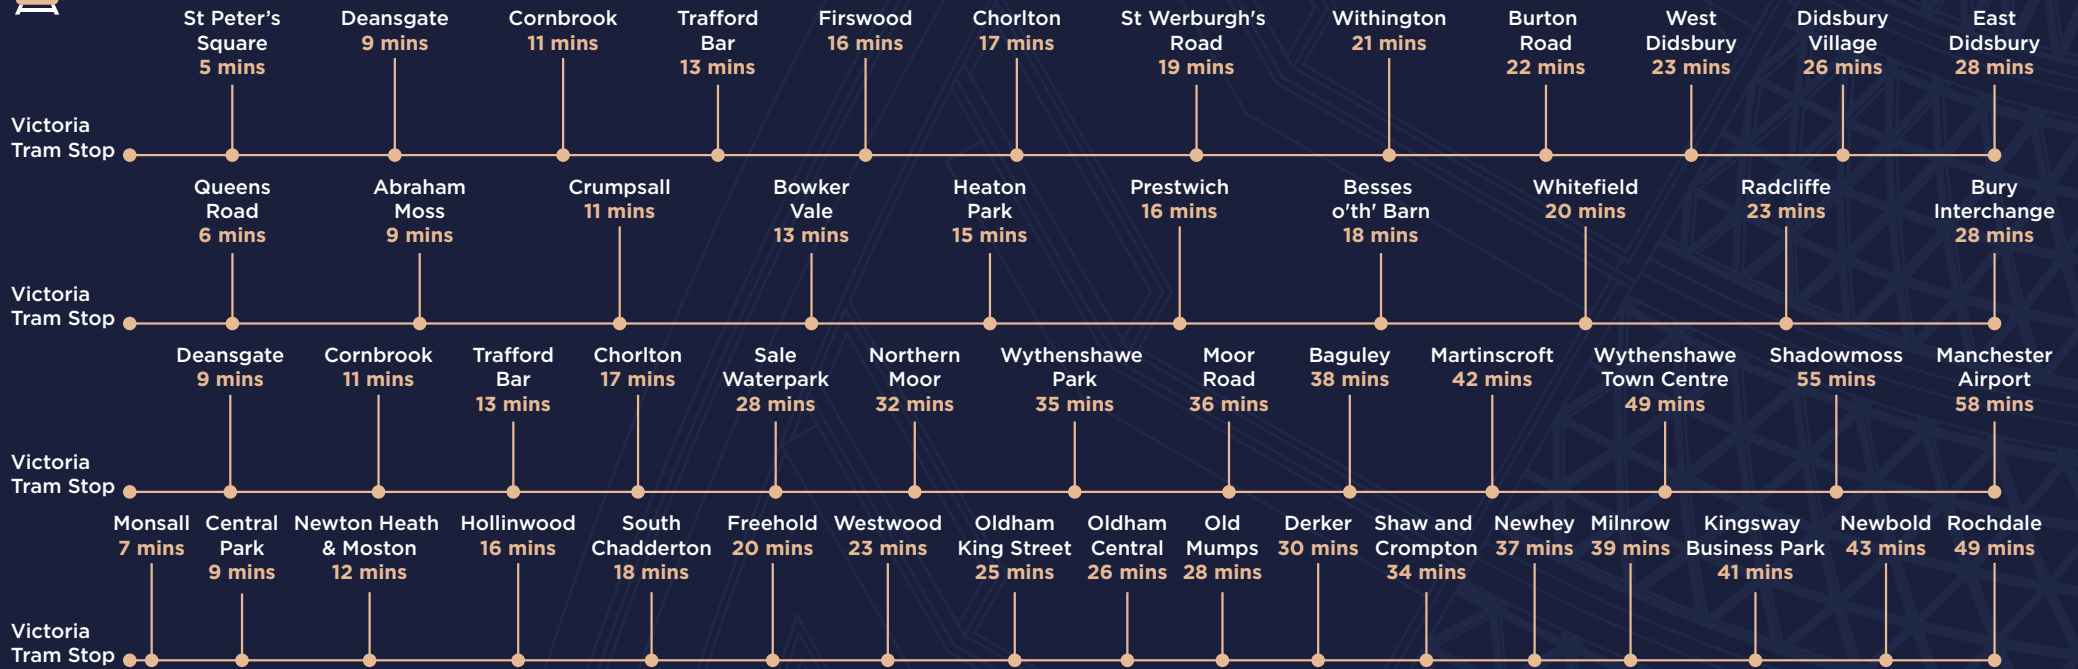 St Peter’s
Square
5 mins
Deansgate
9 mins
Cornbrook
11 mins
Trafford
Bar
13 mins
Firswood
16 mins
Chorlton
17 mins
St Werburgh's
Road
19 mins
Withington
21 mins
Burton
Road
22 mins
West
Didsbury
23 mins
Didsbury
Village
26 mins
East
Didsbury
28 mins
Victoria
Tram Stop
Queens
Road
6 mins
Abraham
Moss
9 mins
Crumpsall
11 mins
Bowker
Vale
13 mins
Heaton
Park
15 mins
Prestwich
16 mins
Besses
o'th' Barn
18 mins
Whitefield
20 mins
Radcliffe
23 mins
Bury
Interchange
28 mins
Victoria
Tram Stop
Deansgate
9 mins
Cornbrook
11 mins
Trafford
Bar
13 mins
Chorlton
17 mins
Sale
Waterpark
28 mins
Northern
Moor
32 mins
Wythenshawe
Park
35 mins
Moor
Road
36 mins
Baguley
38 mins
Martinscroft
42 mins
Wythenshawe
Town Centre
49 mins
Shadowmoss
55 mins
Manchester
Airport
58 mins
Victoria
Tram Stop
Monsall
7 mins
Central
Park
9 mins
Newton Heath
& Moston
12 mins
Hollinwood
16 mins
South
Chadderton
18 mins
Freehold
20 mins
Westwood
23 mins
Oldham
King Street
25 mins
Oldham
Central
26 mins
Old
Mumps
28 mins
Derker
30 mins
Shaw and
Crompton
34 mins
Newhey
37 mins
Milnrow
39 mins
Kingsway
Business Park
41 mins
Newbold
43 mins
Rochdale
49 mins
Victoria
Tram Stop